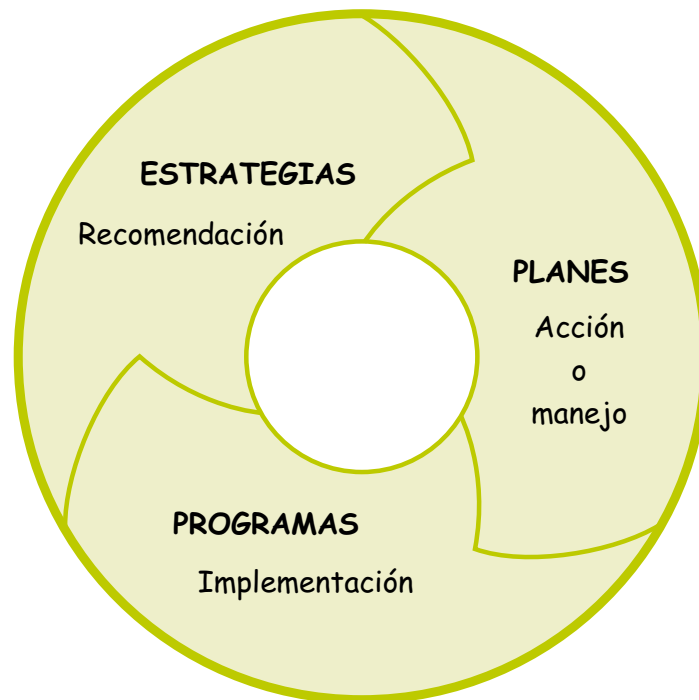 ESTRATEGIAS
Recomendación
PLANES
Acción
o
manejo
PROGRAMAS
Implementación